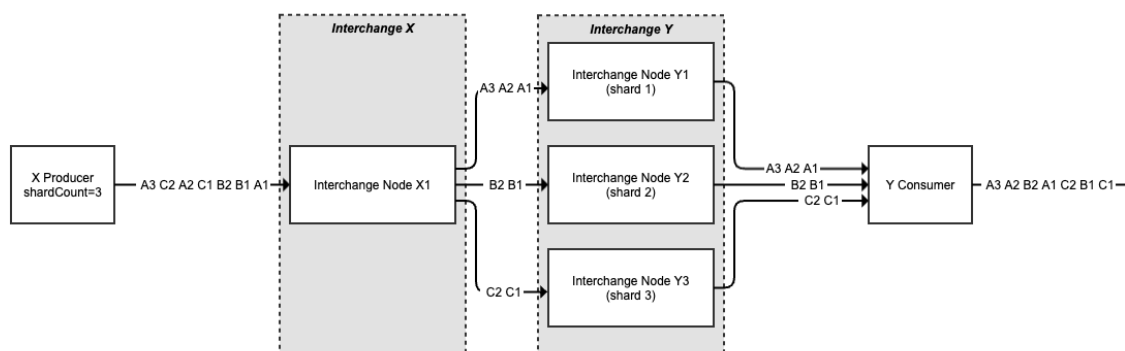 Interchange X
Interchange Y
Interchange Node Y1
(shard 1)
A3 A2 A1
X Producer
shardCount=3
A3 C2 A2 C1 B2 B1 A1
Interchange Node X1
B2 B1
Interchange Node Y2
(shard 2)
A3 A2 A1
B2 B1
C2 C1
Y Consumer
A3 A2 B2 A1 C2 B1 C1
C2 C1
Interchange Node Y3
(shard 3)